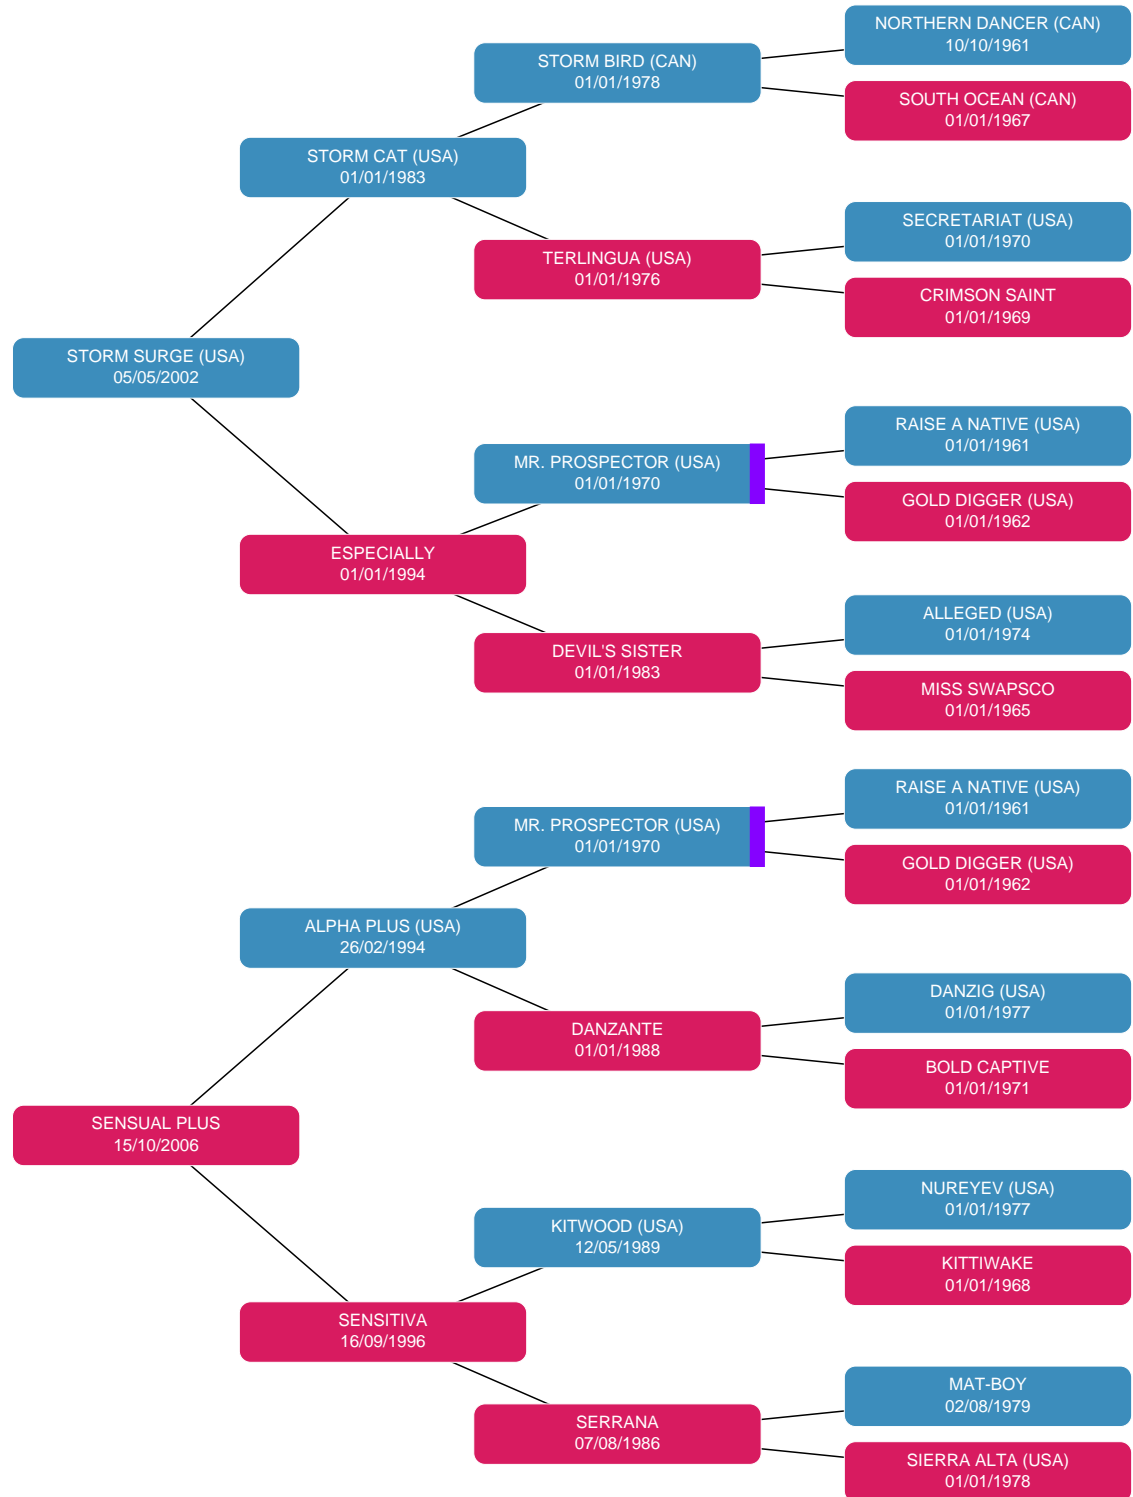 NORTHERN DANCER (CAN)
10/10/1961
STORM BIRD (CAN)
01/01/1978
SOUTH OCEAN (CAN)
01/01/1967
STORM CAT (USA)
01/01/1983
SECRETARIAT (USA)
01/01/1970
TERLINGUA (USA)
01/01/1976
CRIMSON SAINT
01/01/1969
STORM SURGE (USA)
05/05/2002
RAISE A NATIVE (USA)
01/01/1961
MR. PROSPECTOR (USA)
01/01/1970
GOLD DIGGER (USA)
01/01/1962
ESPECIALLY
01/01/1994
ALLEGED (USA)
01/01/1974
DEVIL'S SISTER
01/01/1983
MISS SWAPSCO
01/01/1965
RAISE A NATIVE (USA)
01/01/1961
MR. PROSPECTOR (USA)
01/01/1970
GOLD DIGGER (USA)
01/01/1962
ALPHA PLUS (USA)
26/02/1994
DANZIG (USA)
01/01/1977
DANZANTE
01/01/1988
BOLD CAPTIVE
01/01/1971
SENSUAL PLUS
15/10/2006
NUREYEV (USA)
01/01/1977
KITWOOD (USA)
12/05/1989
KITTIWAKE
01/01/1968
SENSITIVA
16/09/1996
MAT-BOY
02/08/1979
SERRANA
07/08/1986
SIERRA ALTA (USA)
01/01/1978